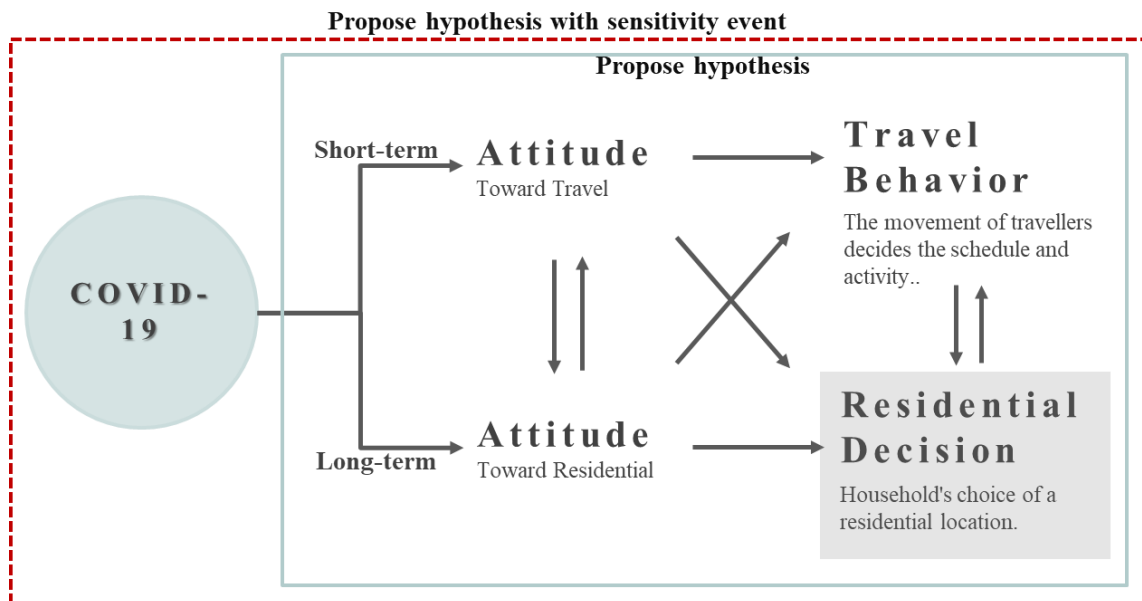 Propose hypothesis with sensitivity event
Propose hypothesis
Short-term
Attitude
Toward Travel
Travel
Behavior
The movement of travellers
decides the schedule and
activity..
COVID-
19
Long-term
Attitude
Toward Residential
Residential
Decision
Household's choice of a
residential location.